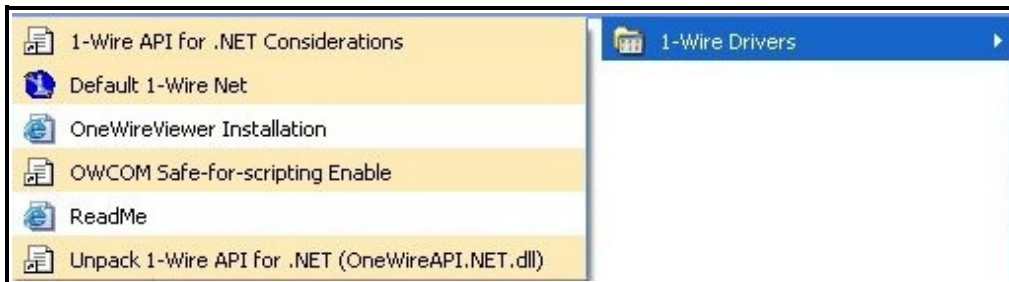 1-Wire API for .NET Considerations
Default 1-Wire Net
OneWireViewer Installation
OWCOM Safe-for-scripting Enable
ReadMe
Unpack 1-Wire API for .NET (OneWireAPI.NET.dll)
1-Wire Drivers